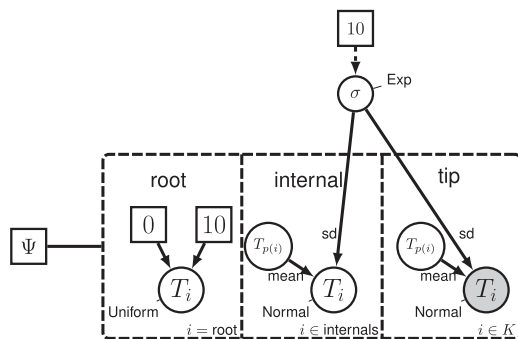 10
σ
Exp
root
internal
tip
0
10
sd
sd
Ψ
T_{p(i)}
T_{p(i)}
mean
mean
T_i
T_i
T_i
Uniform
Normal
Normal
i = root
i ∈ internals
i ∈ K